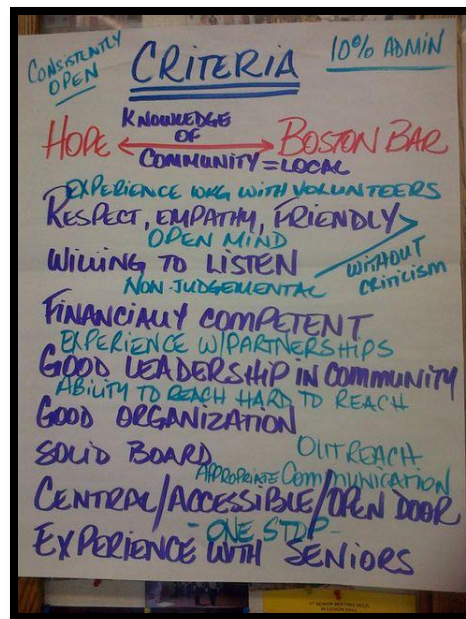 CONSISTENTLY OPEN
CRITERIA
10% ADMIN
KNOWLEDGE
OF
HOPE BOSTON BAR
COMMUNITY = LOCAL
EXPERIENCE WKG WITH VOLUNTEERS
RESPECT, EMPATHY, FRIENDLY
OPEN MIND
WILLING TO LISTEN
WITHOUT
CRITICISM
NON-JUDGEMENTAL
FINANCIALLY COMPETENT
EXPERIENCE W/PARTNERSHIPS
GOOD LEADERSHIP IN COMMUNITY
ABILITY TO REACH HARD TO REACH
GOOD ORGANIZATION
OUTREACH
SOLID BOARD
APPROPRIATE COMMUNICATION
CENTRAL/ACCESSIBLE/OPEN DOOR
- ONE STOP -
EXPERIENCE WITH SENIORS